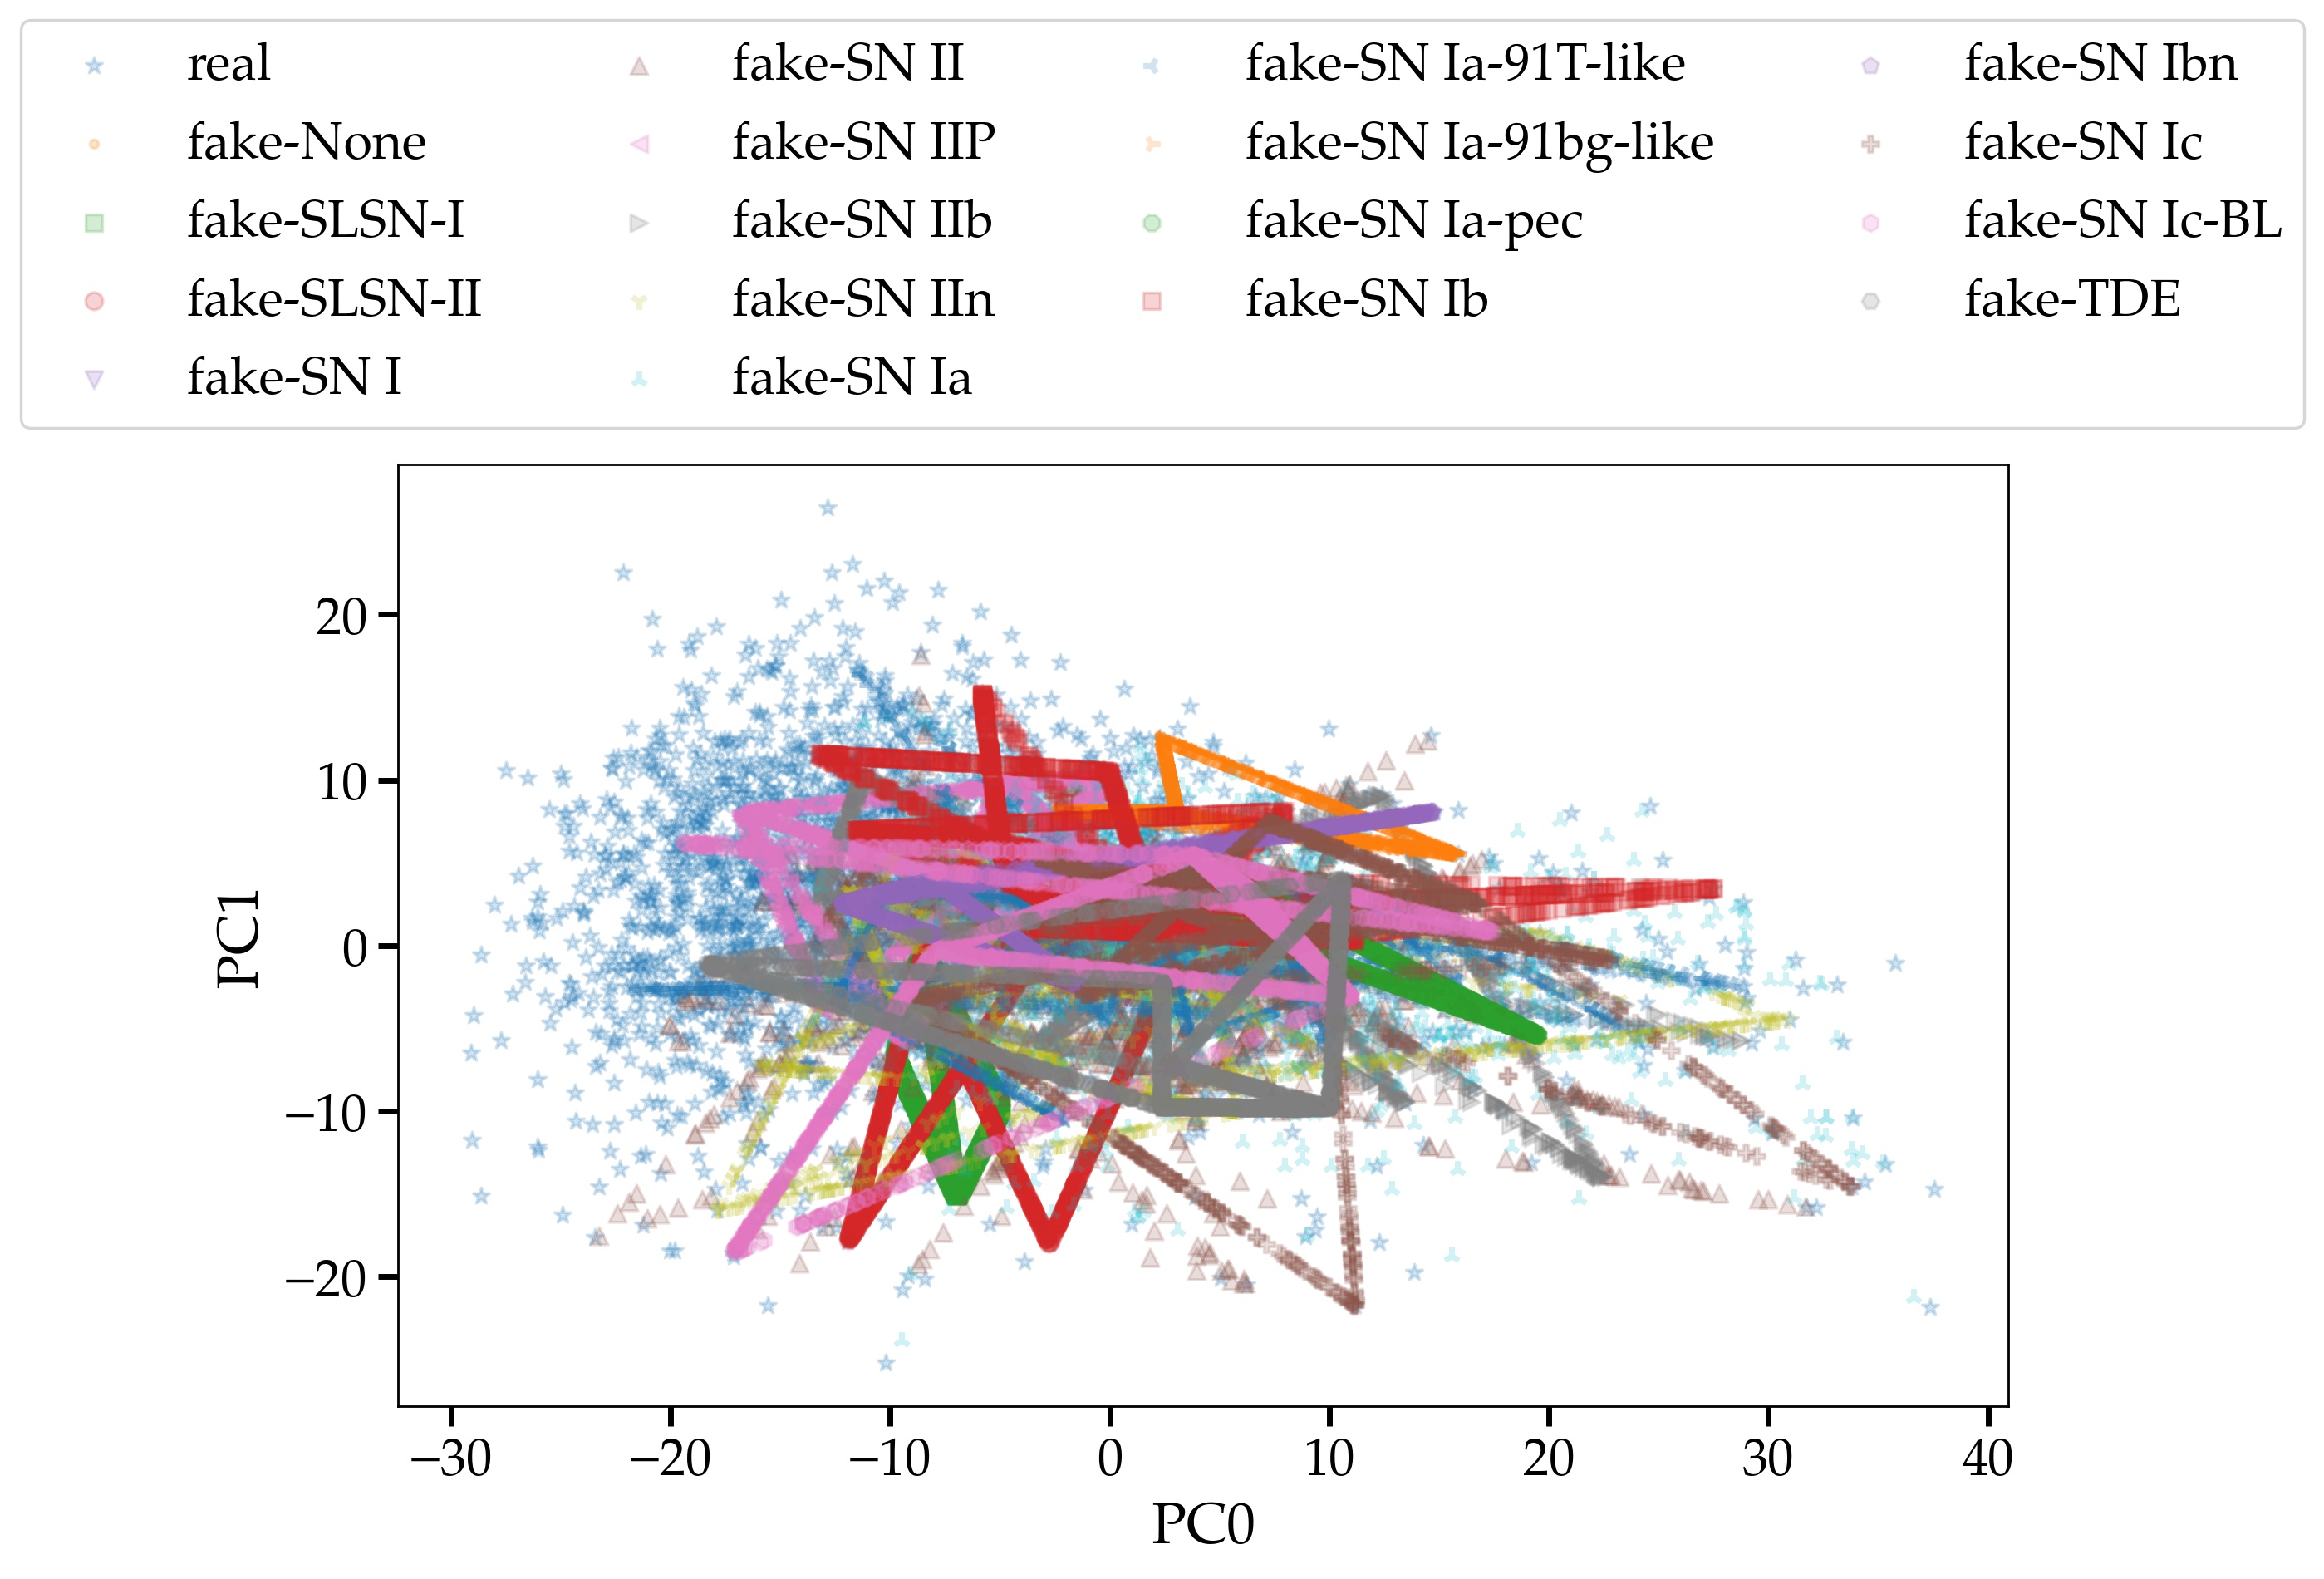 real
fake-None
fake-SLSN-I
fake-SLSN-II
fake-SN I
fake-SN II
fake-SN IIP
fake-SN IIb
fake-SN IIn
fake-SN Ia
fake-SN Ia-91T-like
fake-SN Ia-91bg-like
fake-SN Ia-pec
fake-SN Ib
fake-SN Ibn
fake-SN Ic
fake-SN Ic-BL
fake-TDE
20
10
0
−10
−20
PC1
−30 −20 −10 0 10 20 30 40
PC0